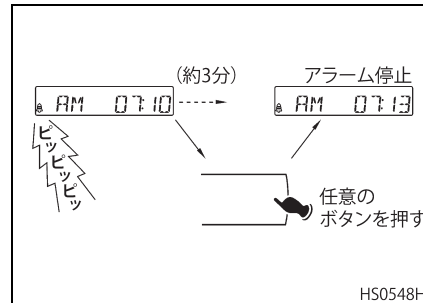 (約3分)
アラーム停止
AM 07:10
AM 07:13
ピッ
ピッ
ピッ
任意の
ボタンを押す
HS0548H